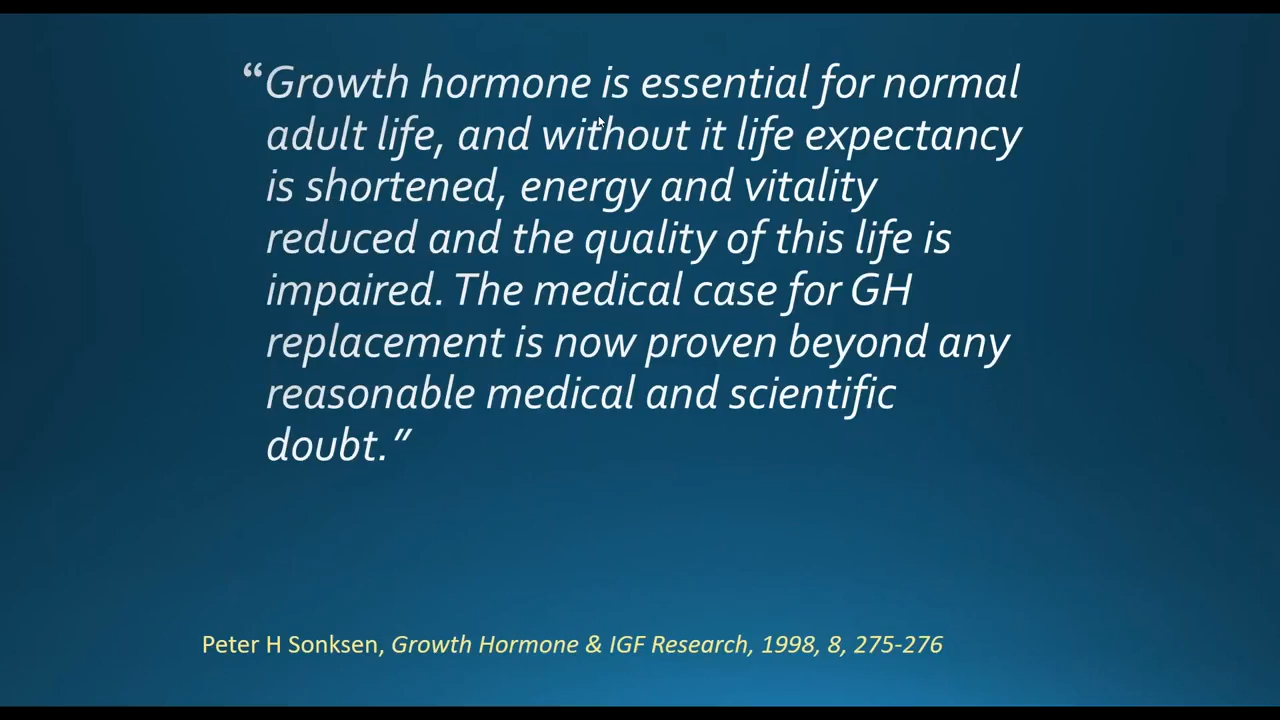 “Growth hormone is essential for normal
adult life, and without it life expectancy
is shortened, energy and vitality
reduced and the quality of this life is
impaired. The medical case for GH
replacement is now proven beyond any
reasonable medical and scientific
doubt.”
Peter H Sonksen, Growth Hormone & IGF Research, 1998, 8, 275-276